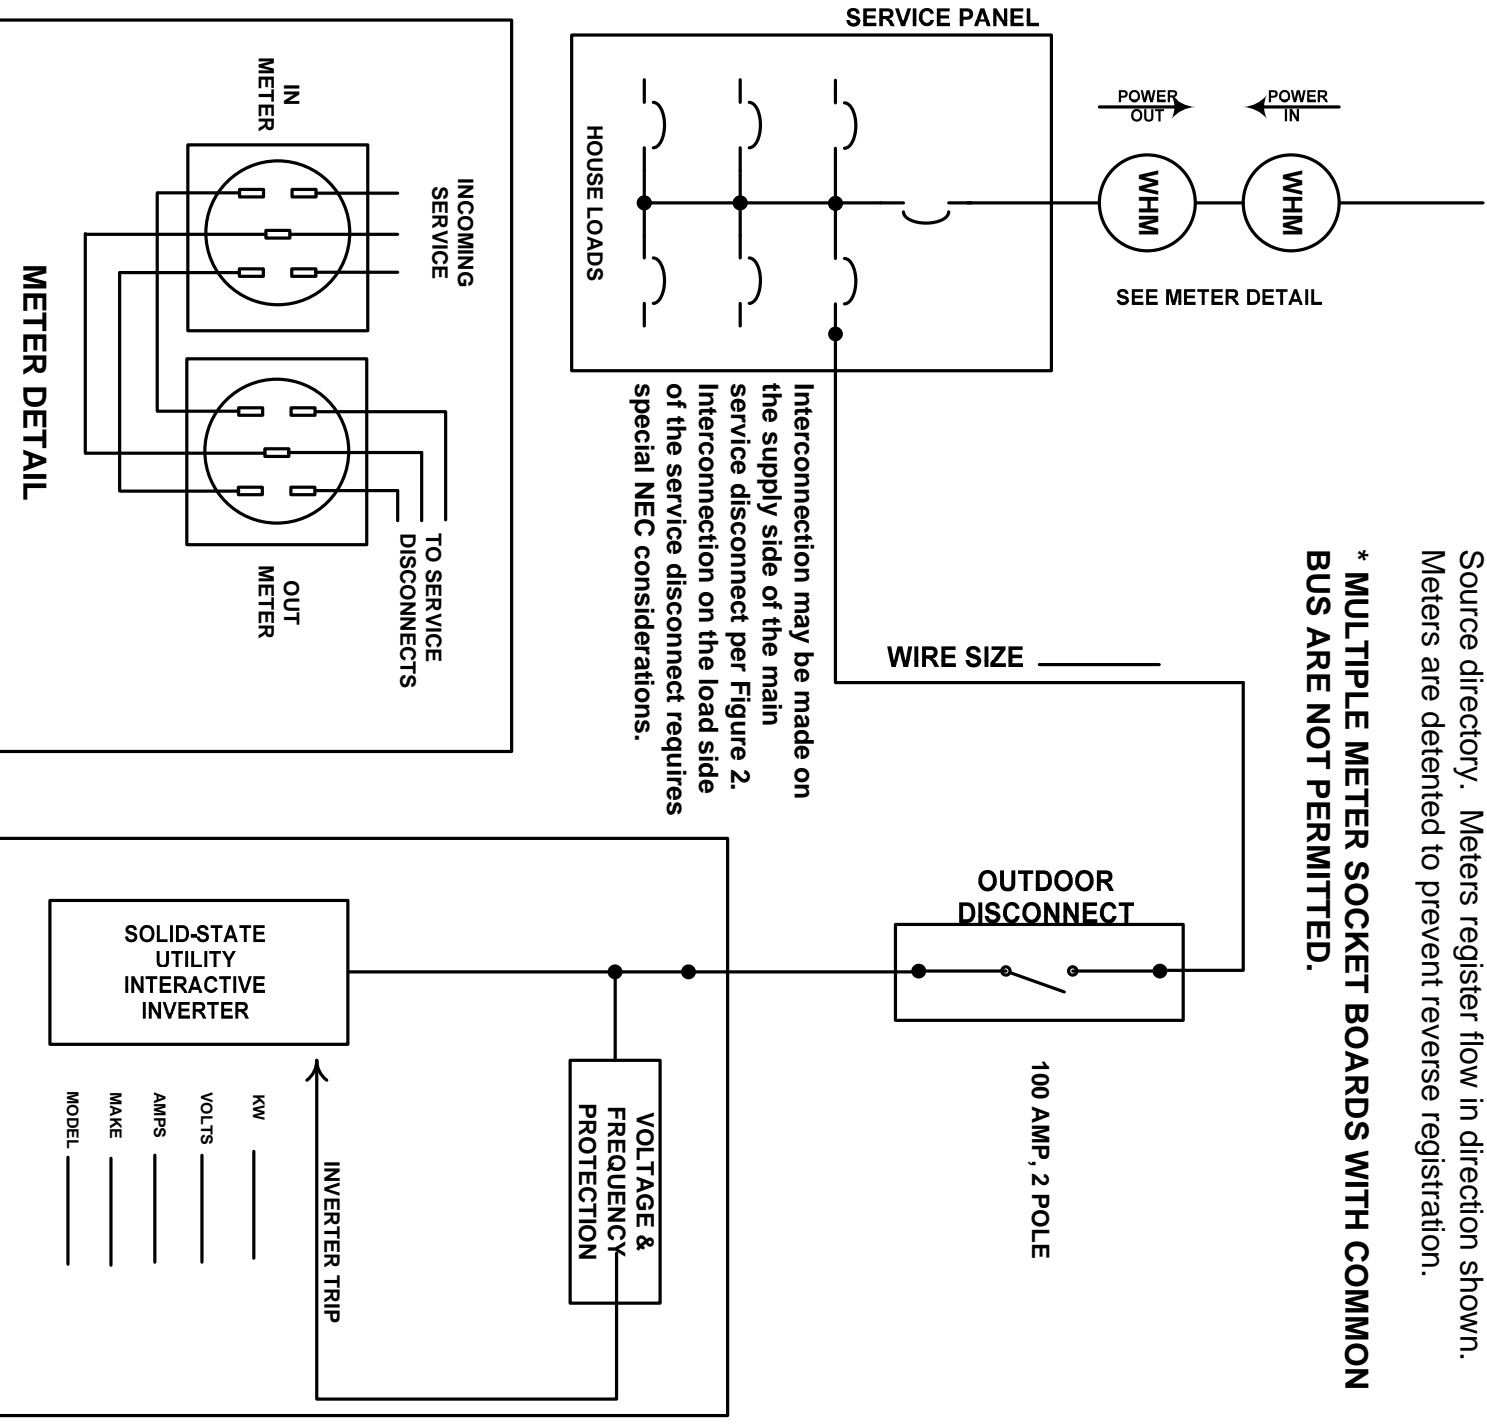 SERVICE PANEL
POWER
OUT
POWER
IN
WHM
WHM
SEE METER DETAIL
HOUSE LOADS
IN
METER
INCOMING
SERVICE
METER DETAIL
TO SERVICE
DISCONNECTS
OUT
METER
Interconnection may be made on
the supply side of the main
service disconnect per Figure 2.
Interconnection on the load side
of the service disconnect requires
special NEC considerations.
Source directory.  Meters register flow in direction shown.
Meters are detented to prevent reverse registration.
* MULTIPLE METER SOCKET BOARDS WITH COMMON
BUS ARE NOT PERMITTED.
WIRE SIZE
OUTDOOR
DISCONNECT
100 AMP, 2 POLE
SOLID-STATE
UTILITY
INTERACTIVE
INVERTER
VOLTAGE &
FREQUENCY
PROTECTION
INVERTER TRIP
KW
VOLTS
AMPS
MAKE
MODEL